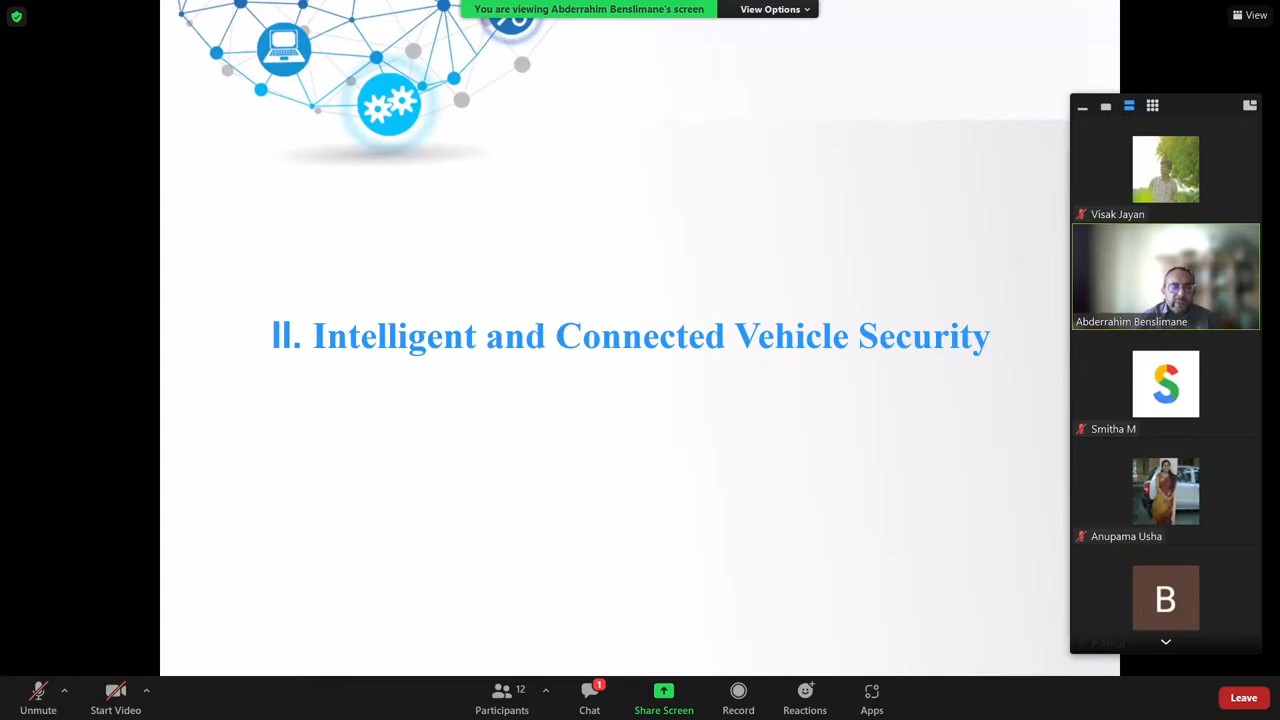 You are viewing Abderrahim Benslimane's screen
View Options
View
Visak Jayan
II. Intelligent and Connected Vehicle Security
Abderrahim Benslimane
S
Smitha M
Anupama Usha
B
Unmute
Start Video
12
Participants
1
Chat
Share Screen
Record
Reactions
Apps
Leave